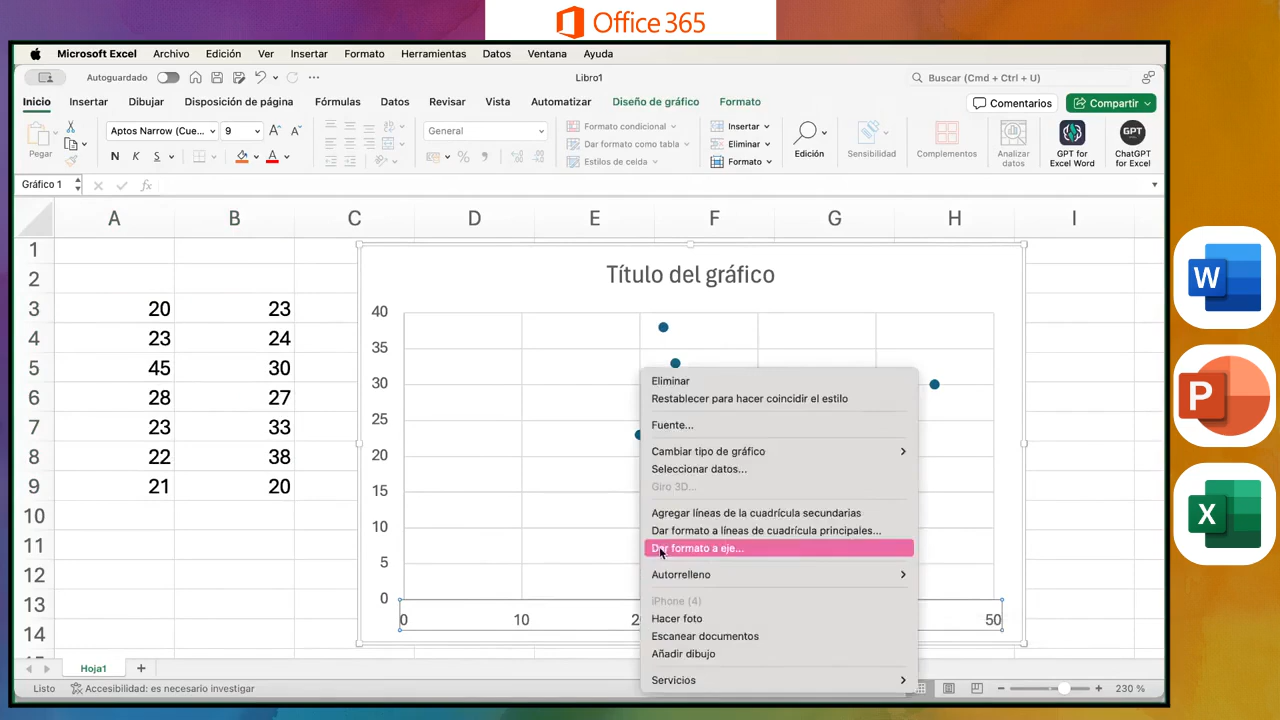 Office 365
Microsoft Excel Archivo Edición Ver Insertar Formato Herramientas Datos Ventana Ayuda
Autoguardado Libro1 Buscar (Cmd + Ctrl + U)
Inicio Insertar Dibujar Disposición de página Fórmulas Datos Revisar Vista Automatizar Diseño de gráfico Formato Comentarios Compartir
Pegar Aptos Narrow (Cue... 9 A A General Formato condicional Insertar
Dar formato como tabla Eliminar
N K S A Estilos de celda Formato
Edición Sensibilidad Complementos Analizar datos GPT for Excel Word GPT ChatGPT for Excel
Gráfico 1 fx
A B C D E F G H I
1
2
3 20 23
4 23 24
5 45 30
6 28 27
7 23 33
8 22 38
9 21 20
10
11
12
13
14
Título del gráfico
40
35
30
25
20
15
10
5
0
0 10 50
Eliminar
Restablecer para hacer coincidir el estilo
Fuente...
Cambiar tipo de gráfico
Seleccionar datos...
Giro 3D...
Agregar líneas de la cuadrícula secundarias
Dar formato a líneas de cuadrícula principales...
Dar formato a eje...
Autorrelleno
iPhone (4)
Hacer foto
Escanear documentos
Añadir dibujo
Servicios
Hoja1
Listo Accesibilidad: es necesario investigar 230 %
W
P
X